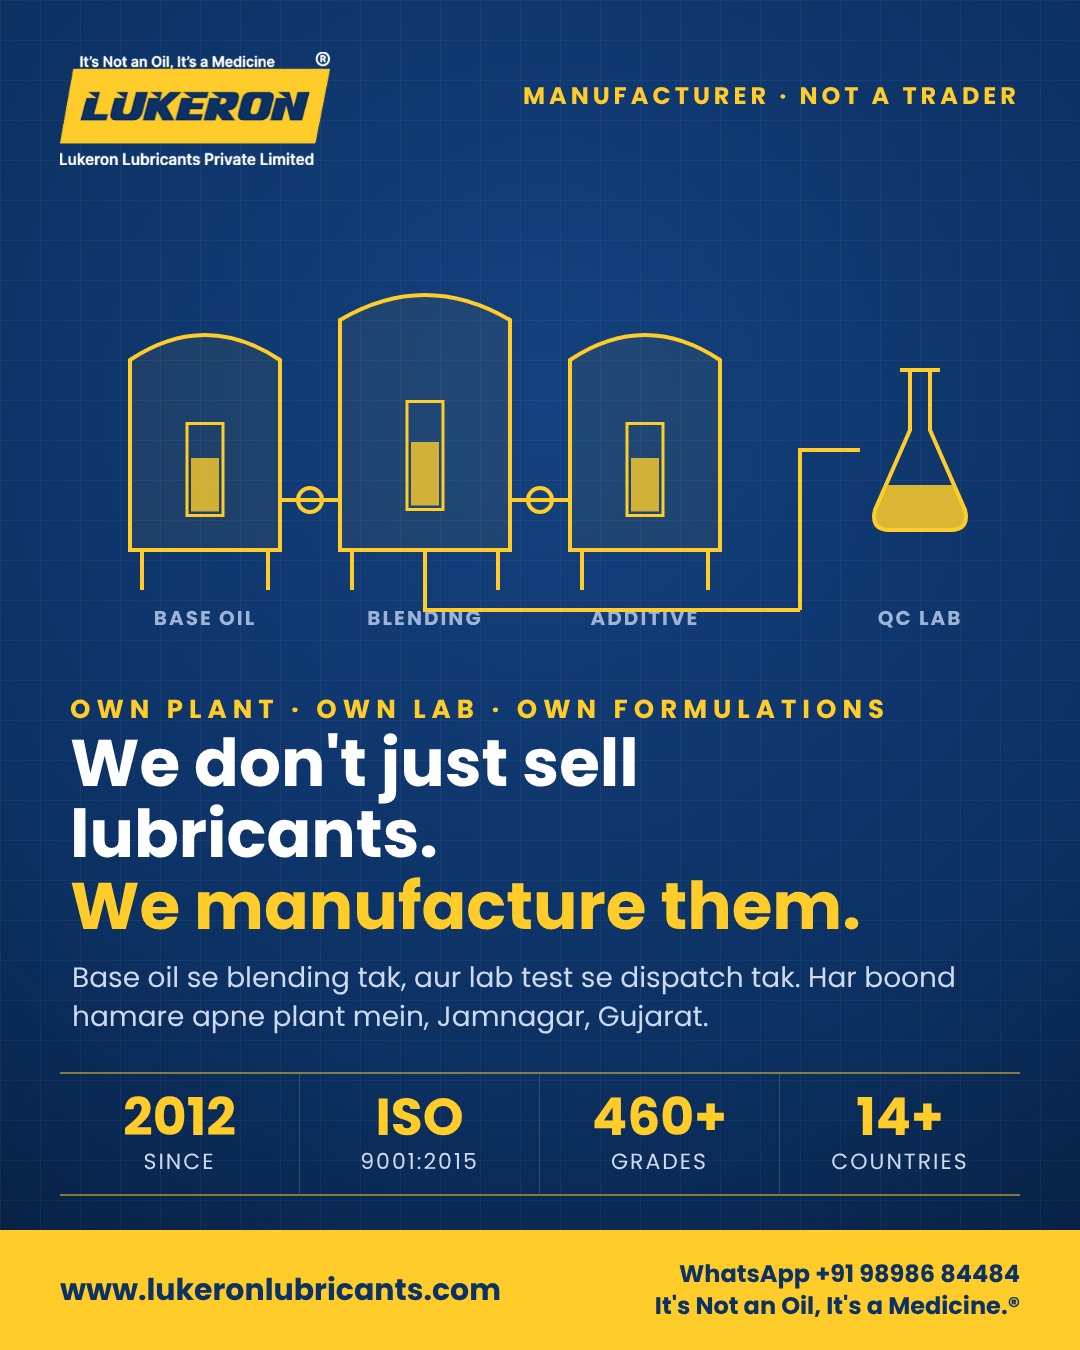 It's Not an Oil, It's a Medicine ®
LUKERON
Lukeron Lubricants Private Limited
MANUFACTURER · NOT A TRADER
BASE OIL
BLENDING
ADDITIVE
QC LAB
OWN PLANT · OWN LAB · OWN FORMULATIONS
We don't just sell
lubricants.
We manufacture them.
Base oil se blending tak, aur lab test se dispatch tak. Har boond
hamare apne plant mein, Jamnagar, Gujarat.
2012
SINCE
ISO
9001:2015
460+
GRADES
14+
COUNTRIES
www.lukeronlubricants.com
WhatsApp +91 98986 84484
It's Not an Oil, It's a Medicine.®